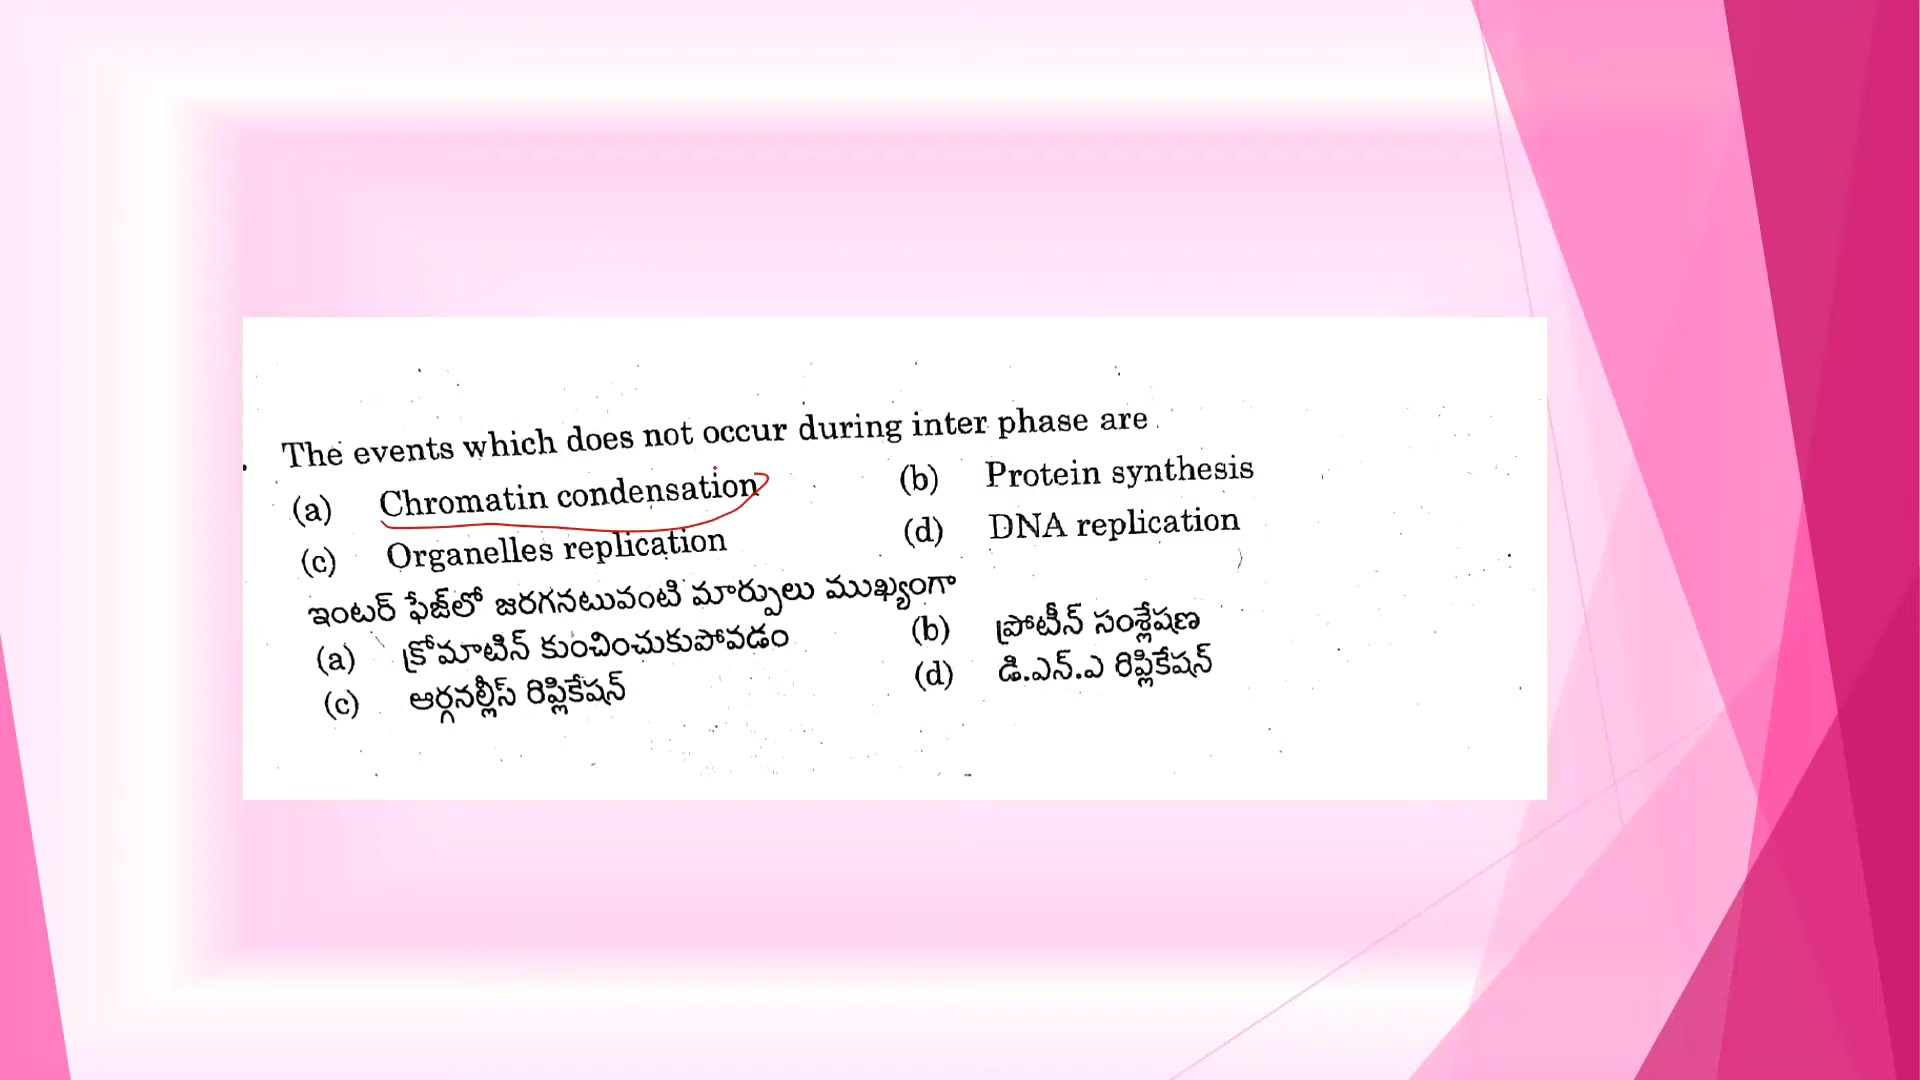 The events which does not occur during inter phase are
(a) Chromatin condensation (b) Protein synthesis
(c) Organelles replication (d) DNA replication
ఇంటర్ ఫేజ్‌లో జరగనటువంటి మార్పులు ముఖ్యంగా
(a) క్రోమాటిన్ కుంచించుకుపోవడం (b) ప్రోటీన్ సంశ్లేషణ
(c) ఆర్గనల్లీస్ రిప్లికేషన్ (d) డి.ఎన్.ఎ రిప్లికేషన్